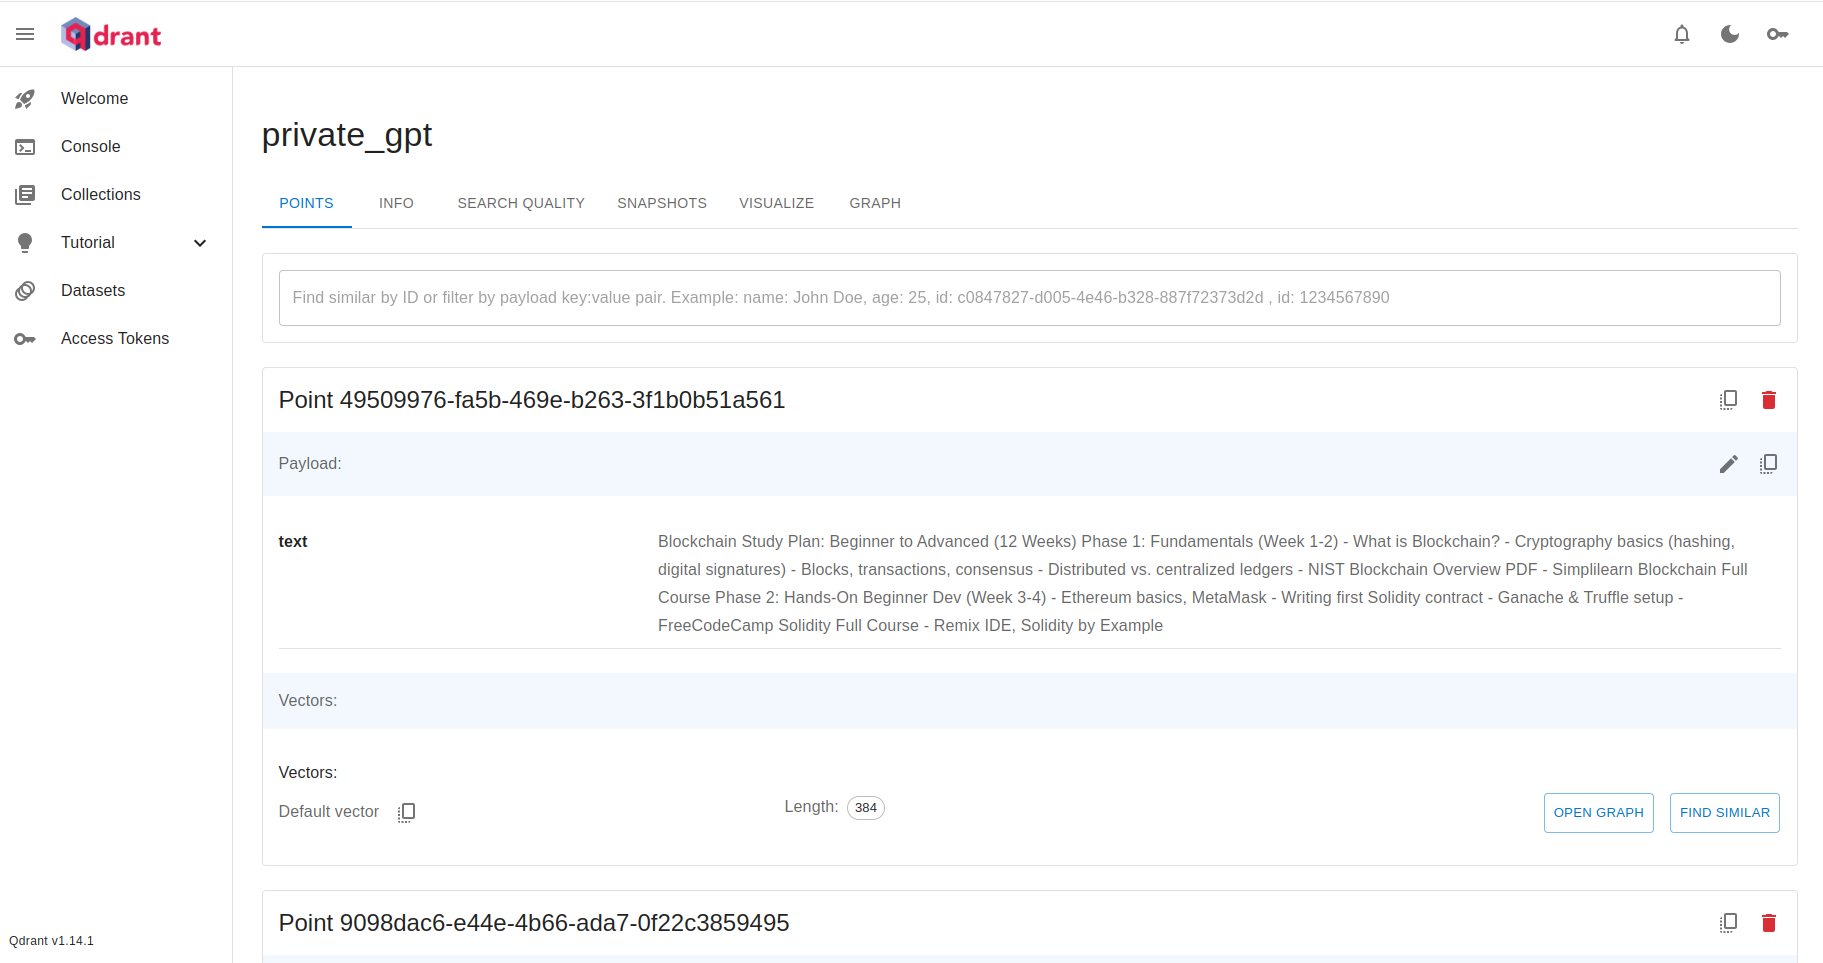 qdrant
Welcome
Console
Collections
Tutorial
Datasets
Access Tokens
Qdrant v1.14.1
private_gpt
POINTS INFO SEARCH QUALITY SNAPSHOTS VISUALIZE GRAPH
Find similar by ID or filter by payload key:value pair. Example: name: John Doe, age: 25, id: c0847827-d005-4e46-b328-887f72373d2d , id: 1234567890
Point 49509976-fa5b-469e-b263-3f1b0b51a561
Payload:
text
Blockchain Study Plan: Beginner to Advanced (12 Weeks) Phase 1: Fundamentals (Week 1-2) - What is Blockchain? - Cryptography basics (hashing,
digital signatures) - Blocks, transactions, consensus - Distributed vs. centralized ledgers - NIST Blockchain Overview PDF - Simplilearn Blockchain Full
Course Phase 2: Hands-On Beginner Dev (Week 3-4) - Ethereum basics, MetaMask - Writing first Solidity contract - Ganache & Truffle setup -
FreeCodeCamp Solidity Full Course - Remix IDE, Solidity by Example
Vectors:
Vectors:
Default vector
Length: 384
OPEN GRAPH
FIND SIMILAR
Point 9098dac6-e44e-4b66-ada7-0f22c3859495